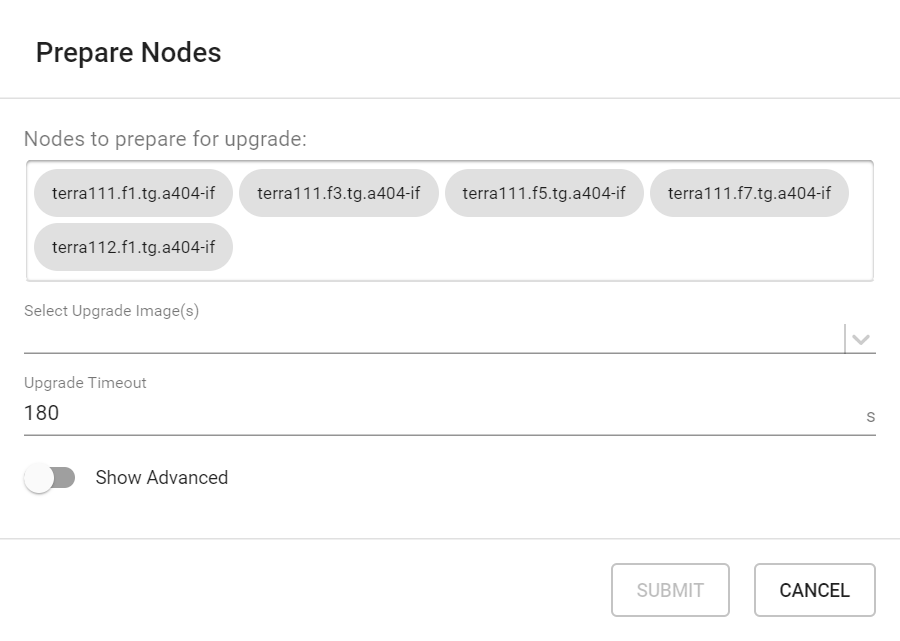 Prepare Nodes
Nodes to prepare for upgrade:
terra111.f1.tg.a404-if terra111.f3.tg.a404-if terra111.f5.tg.a404-if terra111.f7.tg.a404-if
terra112.f1.tg.a404-if
Select Upgrade Image(s)
Upgrade Timeout
180 s
Show Advanced
SUBMIT CANCEL